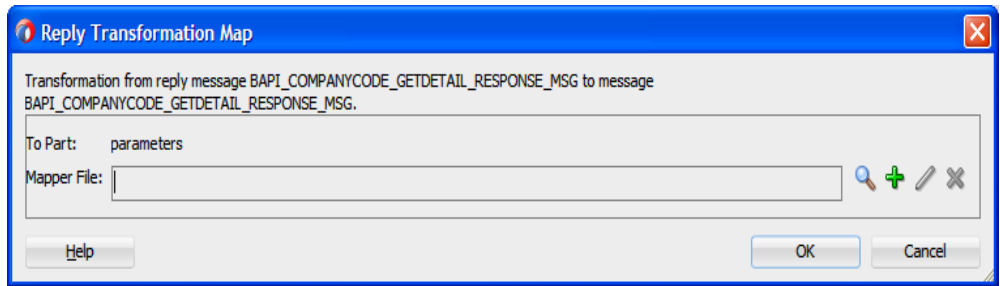 Reply Transformation Map
Transformation from reply message BAPI_COMPANYCODE_GETDETAIL_RESPONSE_MSG to message
BAPI_COMPANYCODE_GETDETAIL_RESPONSE_MSG.
To Part: parameters
Mapper File:
Help OK Cancel